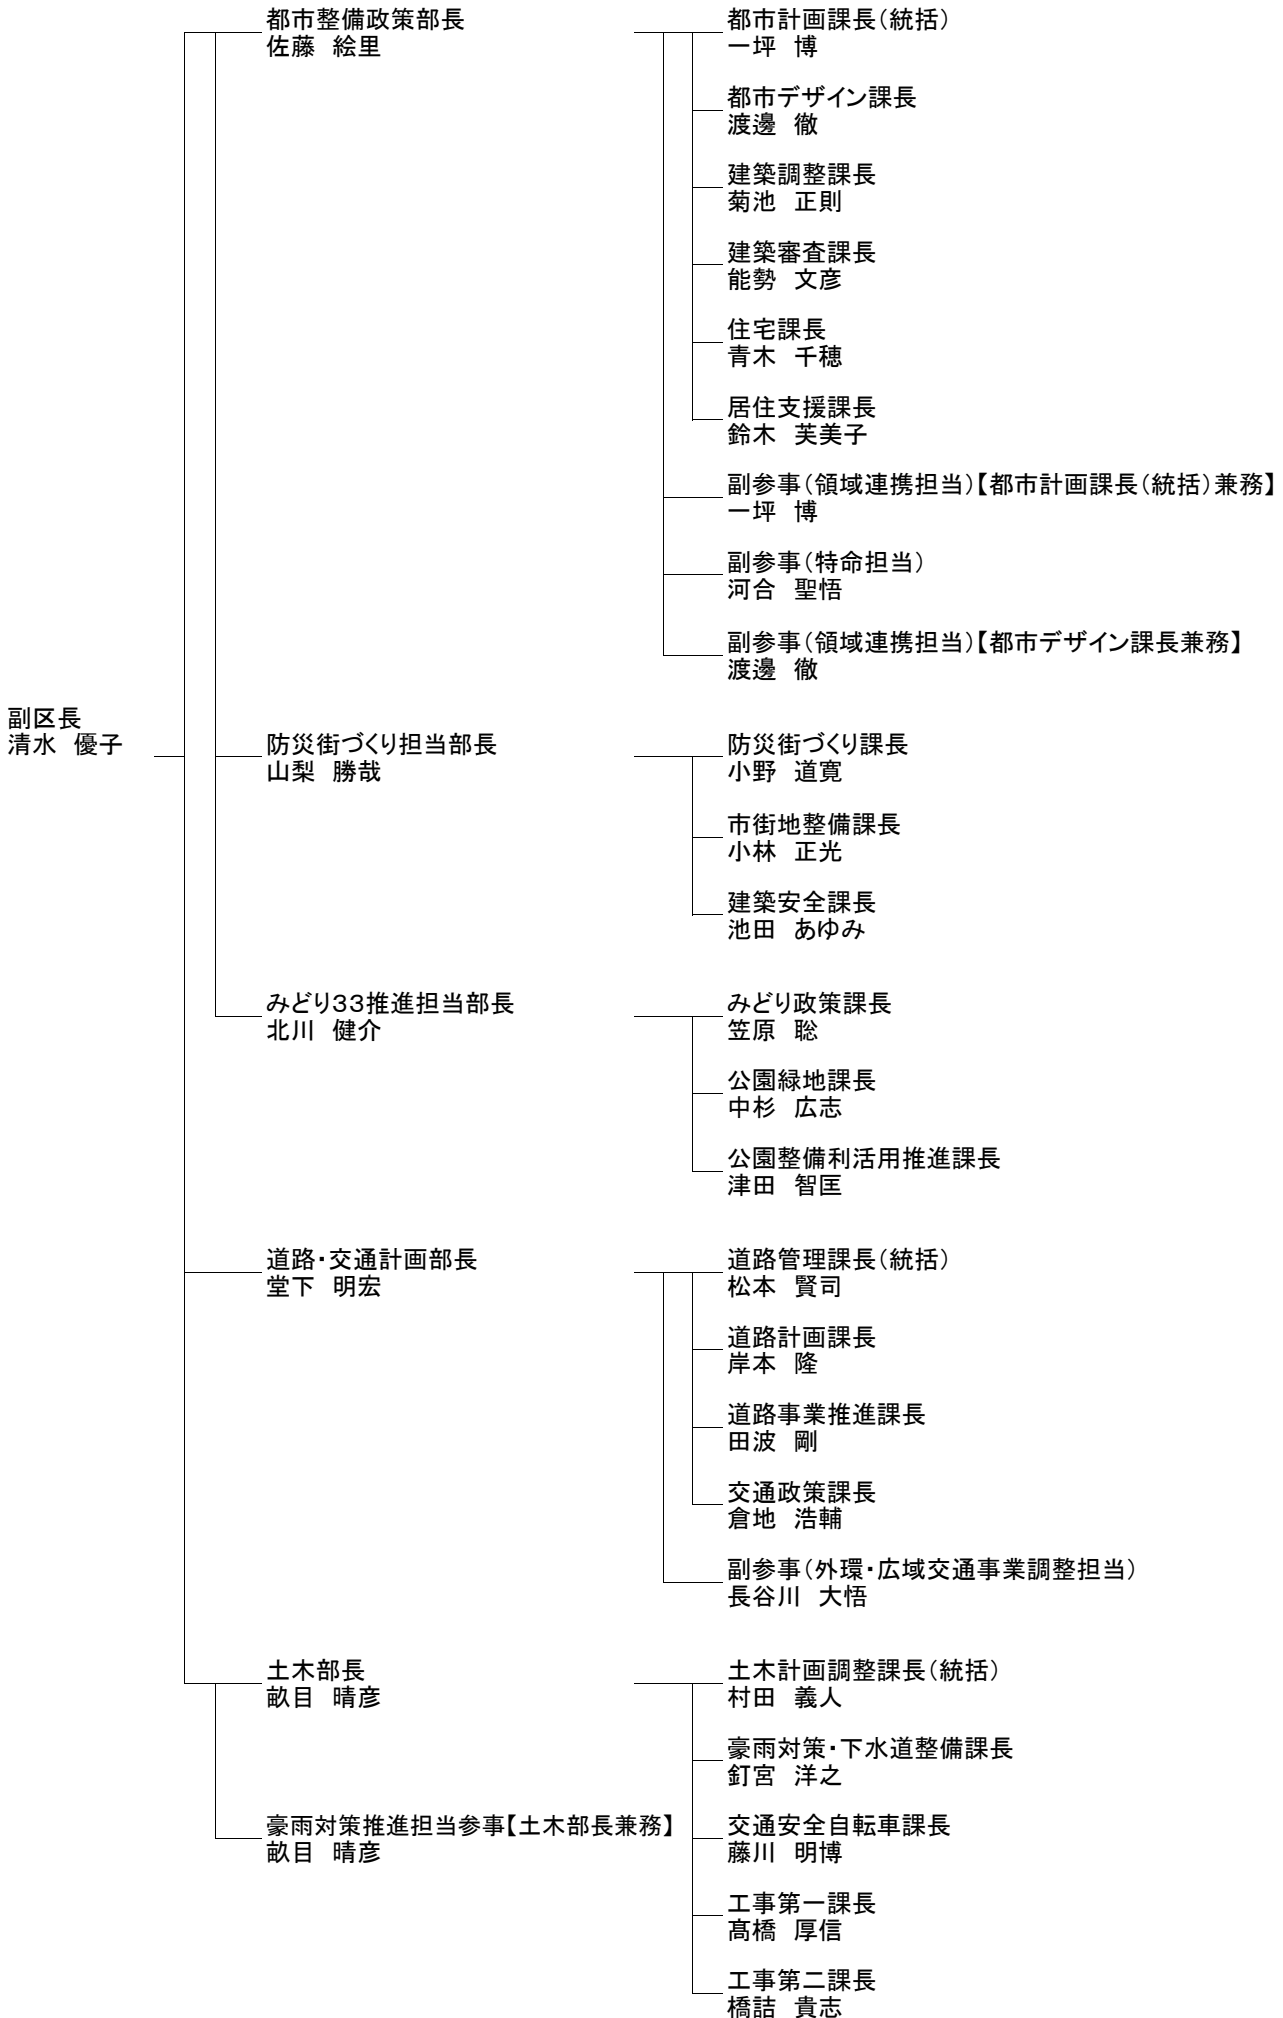 副区長
清水　優子
都市整備政策部長
佐藤　絵里
都市計画課長（統括）
一坪　博
都市デザイン課長
渡邊　徹
建築調整課長
菊池　正則
建築審査課長
能勢　文彦
住宅課長
青木　千穂
居住支援課長
鈴木　芙美子
副参事（領域連携担当）【都市計画課長（統括）兼務】
一坪　博
副参事（特命担当）
河合　聖悟
副参事（領域連携担当）【都市デザイン課長兼務】
渡邊　徹
防災街づくり担当部長
山梨　勝哉
防災街づくり課長
小野　道寛
市街地整備課長
小林　正光
建築安全課長
池田　あゆみ
みどり３３推進担当部長
北川　健介
みどり政策課長
笠原　聡
公園緑地課長
中杉　広志
公園整備利活用推進課長
津田　智匡
道路・交通計画部長
堂下　明宏
道路管理課長（統括）
松本　賢司
道路計画課長
岸本　隆
道路事業推進課長
田波　剛
交通政策課長
倉地　浩輔
副参事（外環・広域交通事業調整担当）
長谷川　大悟
土木部長
畝目　晴彦
土木計画調整課長（統括）
村田　義人
豪雨対策・下水道整備課長
釘宮　洋之
豪雨対策推進担当参事【土木部長兼務】
畝目　晴彦
交通安全自転車課長
藤川　明博
工事第一課長
髙橋　厚信
工事第二課長
橋詰　貴志